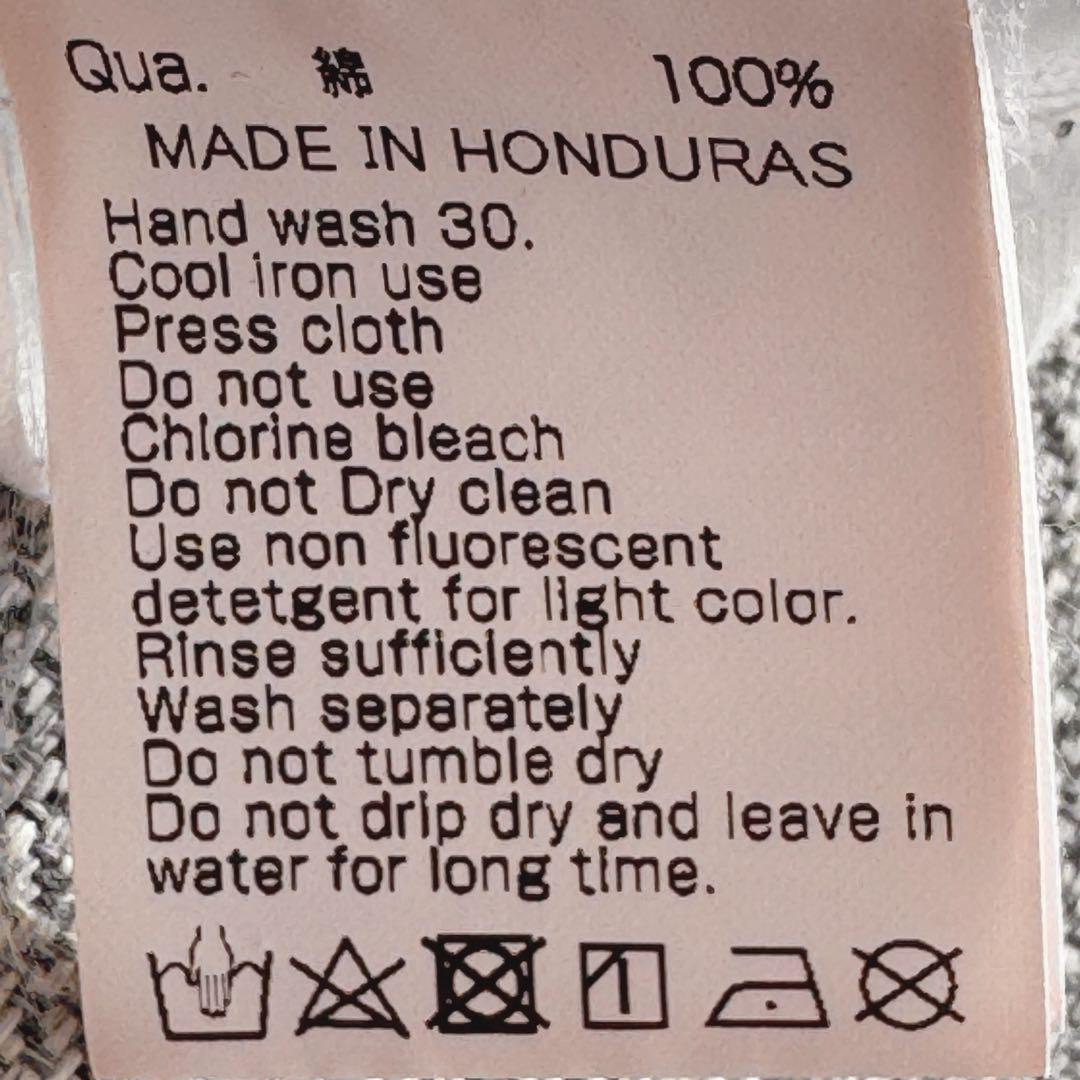 Qua. 綿 100%
MADE IN HONDURAS
Hand wash 30.
Cool iron use
Press cloth
Do not use
Chlorine bleach
Do not Dry clean
Use non fluorescent
detetgent for light color.
Rinse sufficiently
Wash separately
Do not tumble dry
Do not drip dry and leave in
water for long time.